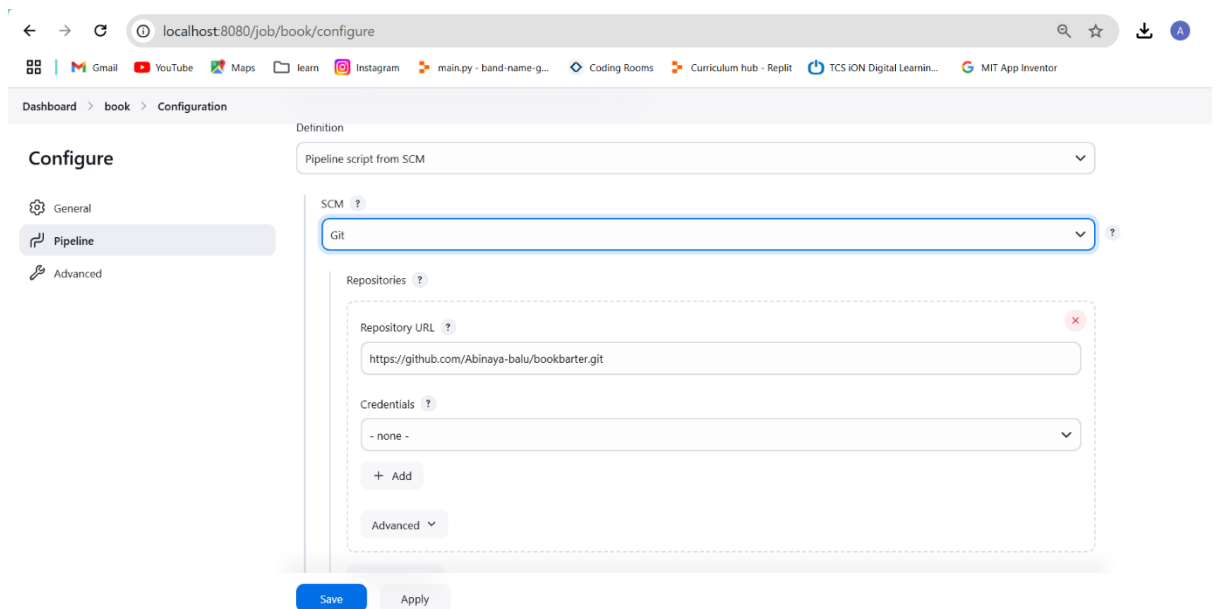 localhost:8080/job/book/configure
A
Gmail YouTube Maps learn Instagram main.py - band-name-g... Coding Rooms Curriculum hub - Replit TCS iON Digital Learnin... MIT App Inventor
Dashboard > book > Configuration
Configure
General
Pipeline
Advanced
Definition
Pipeline script from SCM
SCM ?
Git
?
Repositories ?
Repository URL ?
https://github.com/Abinaya-balu/bookbarter.git
Credentials ?
- none -
+ Add
Advanced
Save Apply